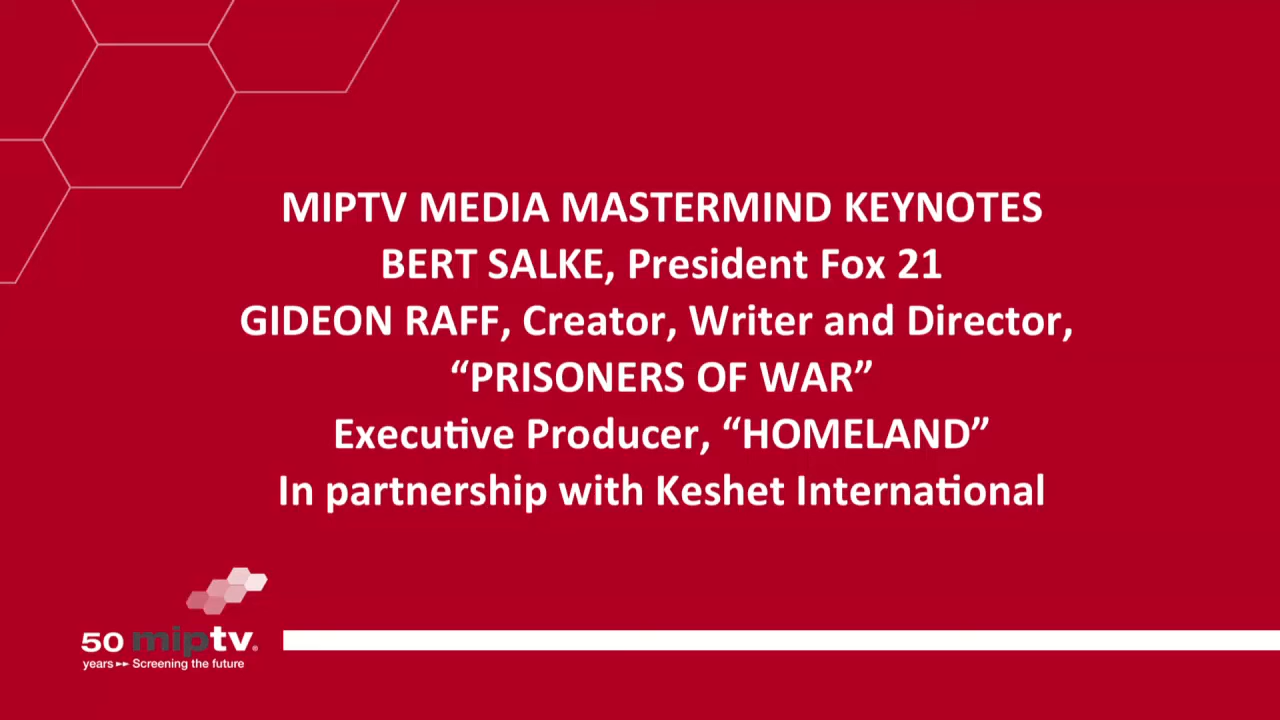 MIPTV MEDIA MASTERMIND KEYNOTES
BERT SALKE, President Fox 21
GIDEON RAFF, Creator, Writer and Director,
“PRISONERS OF WAR”
Executive Producer, “HOMELAND”
In partnership with Keshet International
50 miptv®
years ▸▸ Screening the future